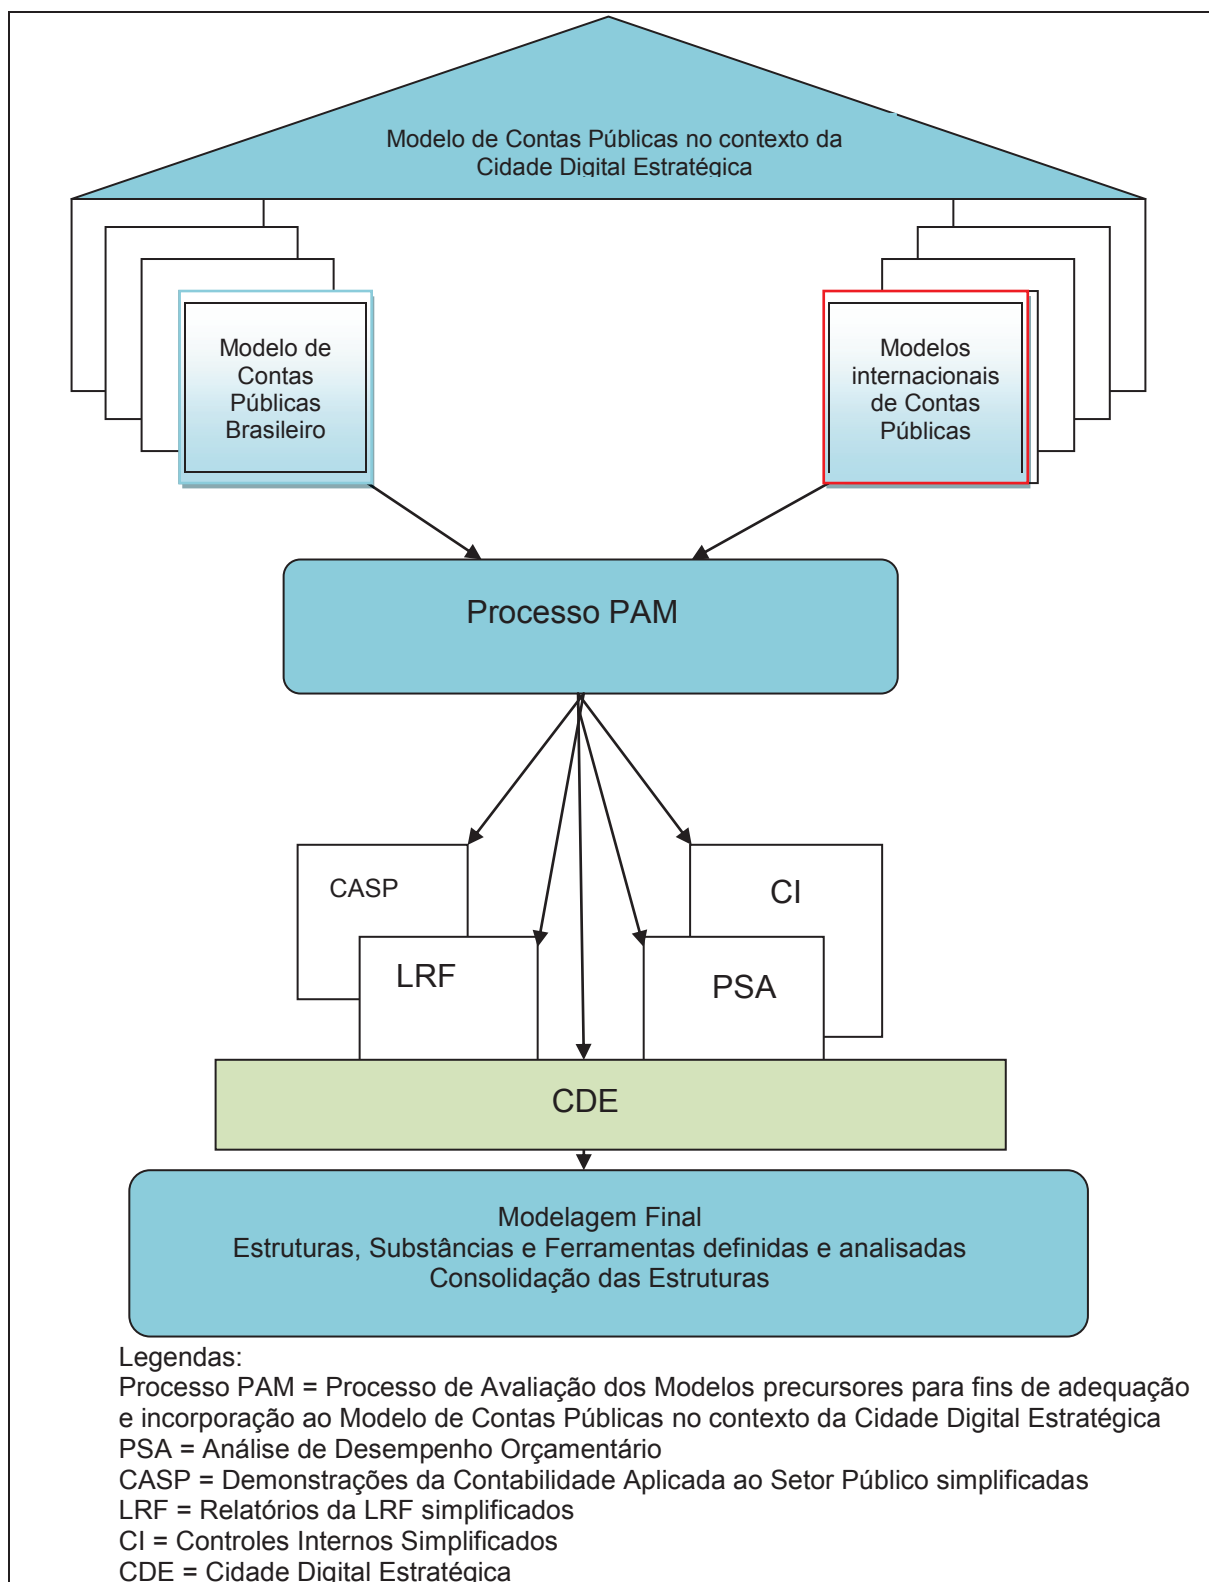 Modelo de Contas Públicas no contexto da
Cidade Digital Estratégica
Modelo de
Contas
Públicas
Brasileiro
Modelos
internacionais
de Contas
Públicas
Processo PAM
CASP
CI
LRF
PSA
CDE
Modelagem Final
Estruturas, Substâncias e Ferramentas definidas e analisadas
Consolidação das Estruturas
Legendas:
Processo PAM = Processo de Avaliação dos Modelos precursores para fins de adequação
e incorporação ao Modelo de Contas Públicas no contexto da Cidade Digital Estratégica
PSA = Análise de Desempenho Orçamentário
CASP = Demonstrações da Contabilidade Aplicada ao Setor Público simplificadas
LRF = Relatórios da LRF simplificados
CI = Controles Internos Simplificados
CDE = Cidade Digital Estratégica